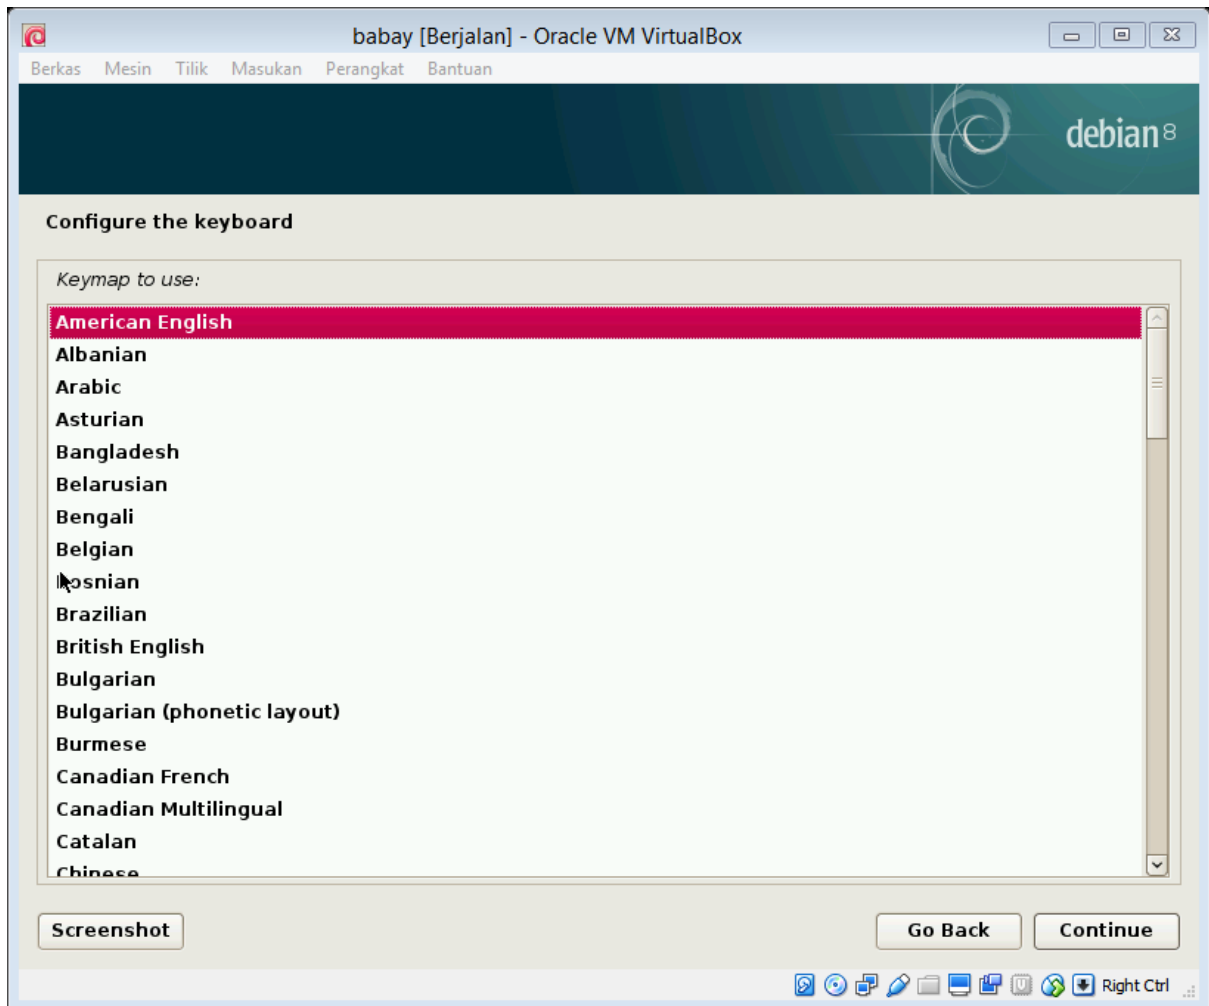 babay [Berjalan] - Oracle VM VirtualBox
Berkas Mesin Tilik Masukan Perangkat Bantuan
debian 8
Configure the keyboard
Keymap to use:
American English
Albanian
Arabic
Asturian
Bangladesh
Belarusian
Bengali
Belgian
Bosnian
Brazilian
British English
Bulgarian
Bulgarian (phonetic layout)
Burmese
Canadian French
Canadian Multilingual
Catalan
Chinese
Screenshot Go Back Continue
Right Ctrl